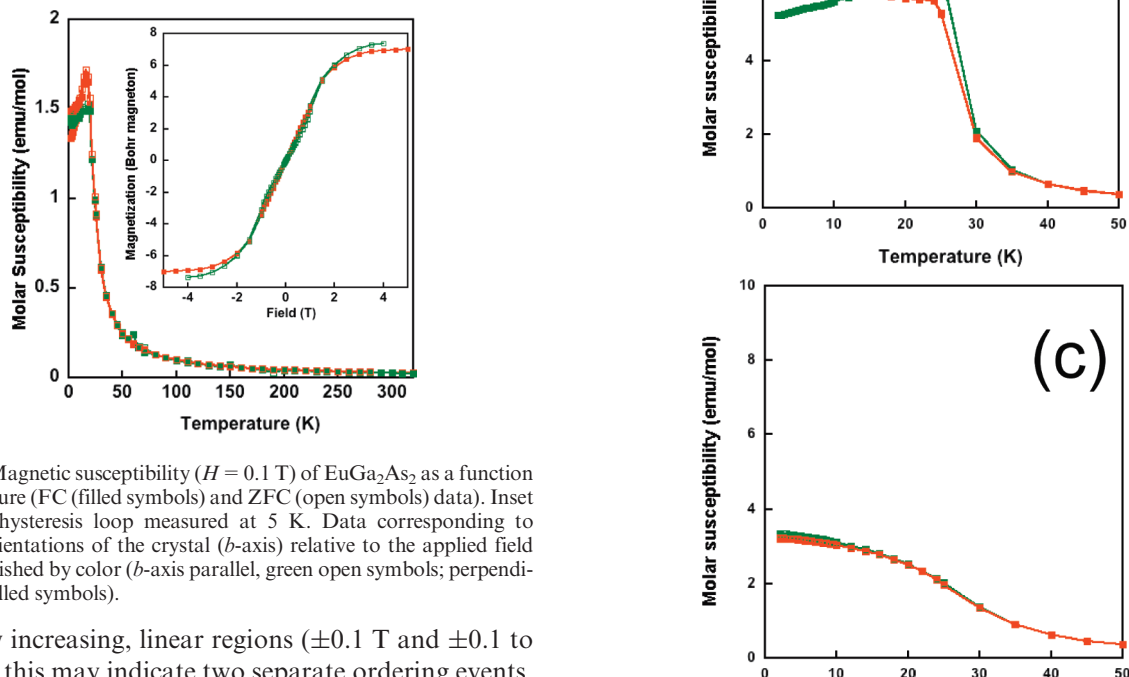 2
1.5
1
0.5
0
Molar Susceptibility (emu/mol)
0 50 100 150 200 250 300
Temperature (K)
8
6
4
2
0
-2
-4
-6
-8
Magnetization (Bohr magneton)
-4 -2 0 2 4
Field (T)
Magnetic susceptibility (H = 0.1 T) of EuGa₂As₂ as a function
ure (FC (filled symbols) and ZFC (open symbols) data). Inset
hysteresis loop measured at 5 K. Data corresponding to
ientations of the crystal (b-axis) relative to the applied field
ished by color (b-axis parallel, green open symbols; perpendi-
lled symbols).
increasing, linear regions (±0.1 T and ±0.1 to
this may indicate two separate ordering events.
4
2
0
Molar susceptibil
0 10 20 30 40 50
Temperature (K)
10
8
6
4
2
0
Molar susceptibility (emu/mol)
(c)
0 10 20 30 40 50